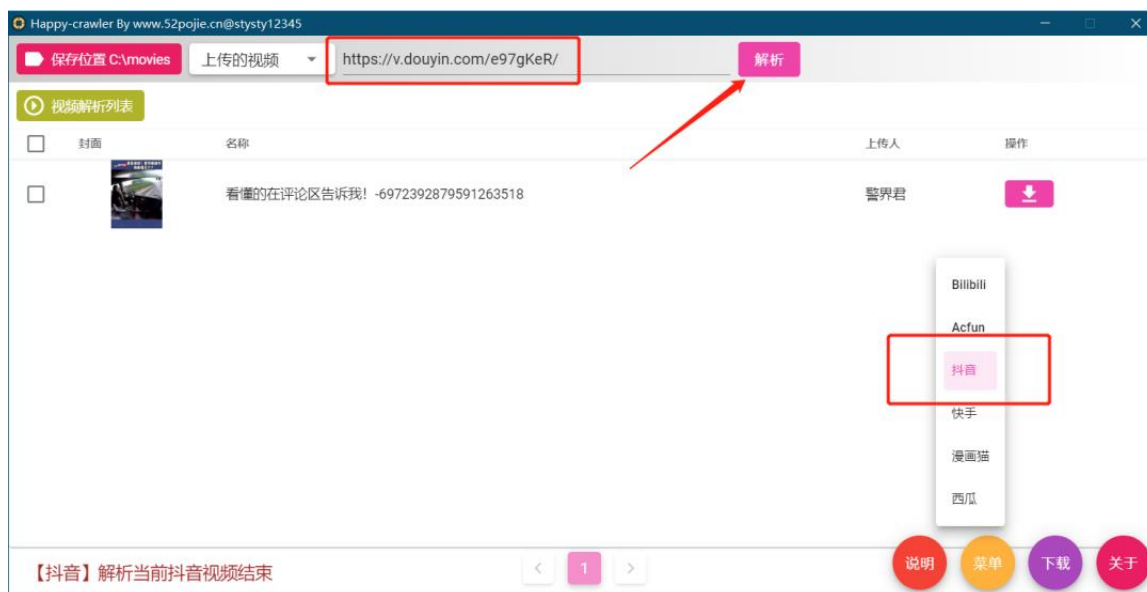 Happy-crawler By www.52pojie.cn@stysty12345
保存位置 C:\movies
上传的视频
https://v.douyin.com/e97gKeR/
解析
视频解析列表
封面 名称 上传人 操作
看懂的在评论区告诉我!-6972392879591263518 警界君
Bilibili
Acfun
抖音
快手
漫画猫
西瓜
【抖音】解析当前抖音视频结束
1
说明
菜单
下载
关于